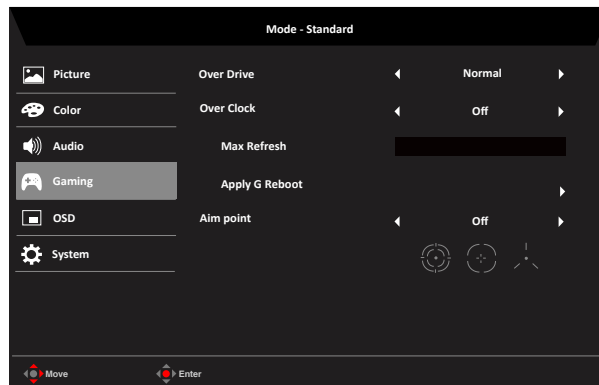 Mode - Standard
Picture
Over Drive Normal
Color
Over Clock Off
Audio
Max Refresh
Gaming
Apply G Reboot
OSD
Aim point Off
System
Move Enter